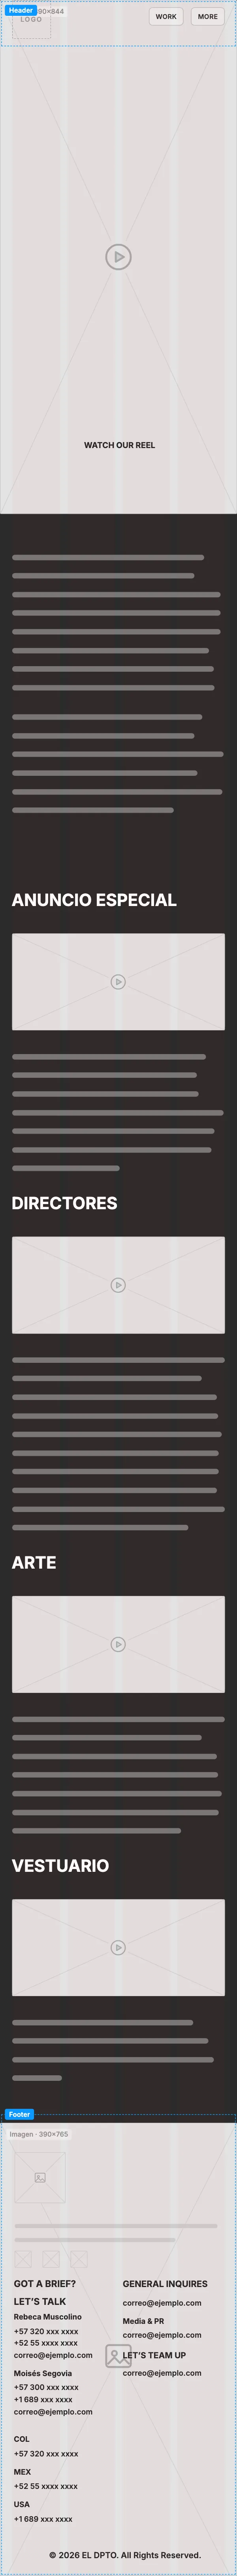 Header
90×844
LOGO
WORK
MORE
WATCH OUR REEL
ANUNCIO ESPECIAL
DIRECTORES
ARTE
VESTUARIO
Footer
Imagen · 390×765
GOT A BRIEF?
LET’S TALK
Rebeca Muscolino
+57 320 xxx xxxx
+52 55 xxxx xxxx
correo@ejemplo.com
Moisés Segovia
+57 300 xxx xxxx
+1 689 xxx xxxx
correo@ejemplo.com
GENERAL INQUIRES
correo@ejemplo.com
Media & PR
correo@ejemplo.com
LET’S TEAM UP
correo@ejemplo.com
COL
+57 320 xxx xxxx
MEX
+52 55 xxxx xxxx
USA
+1 689 xxx xxxx
© 2026 EL DPTO. All Rights Reserved.